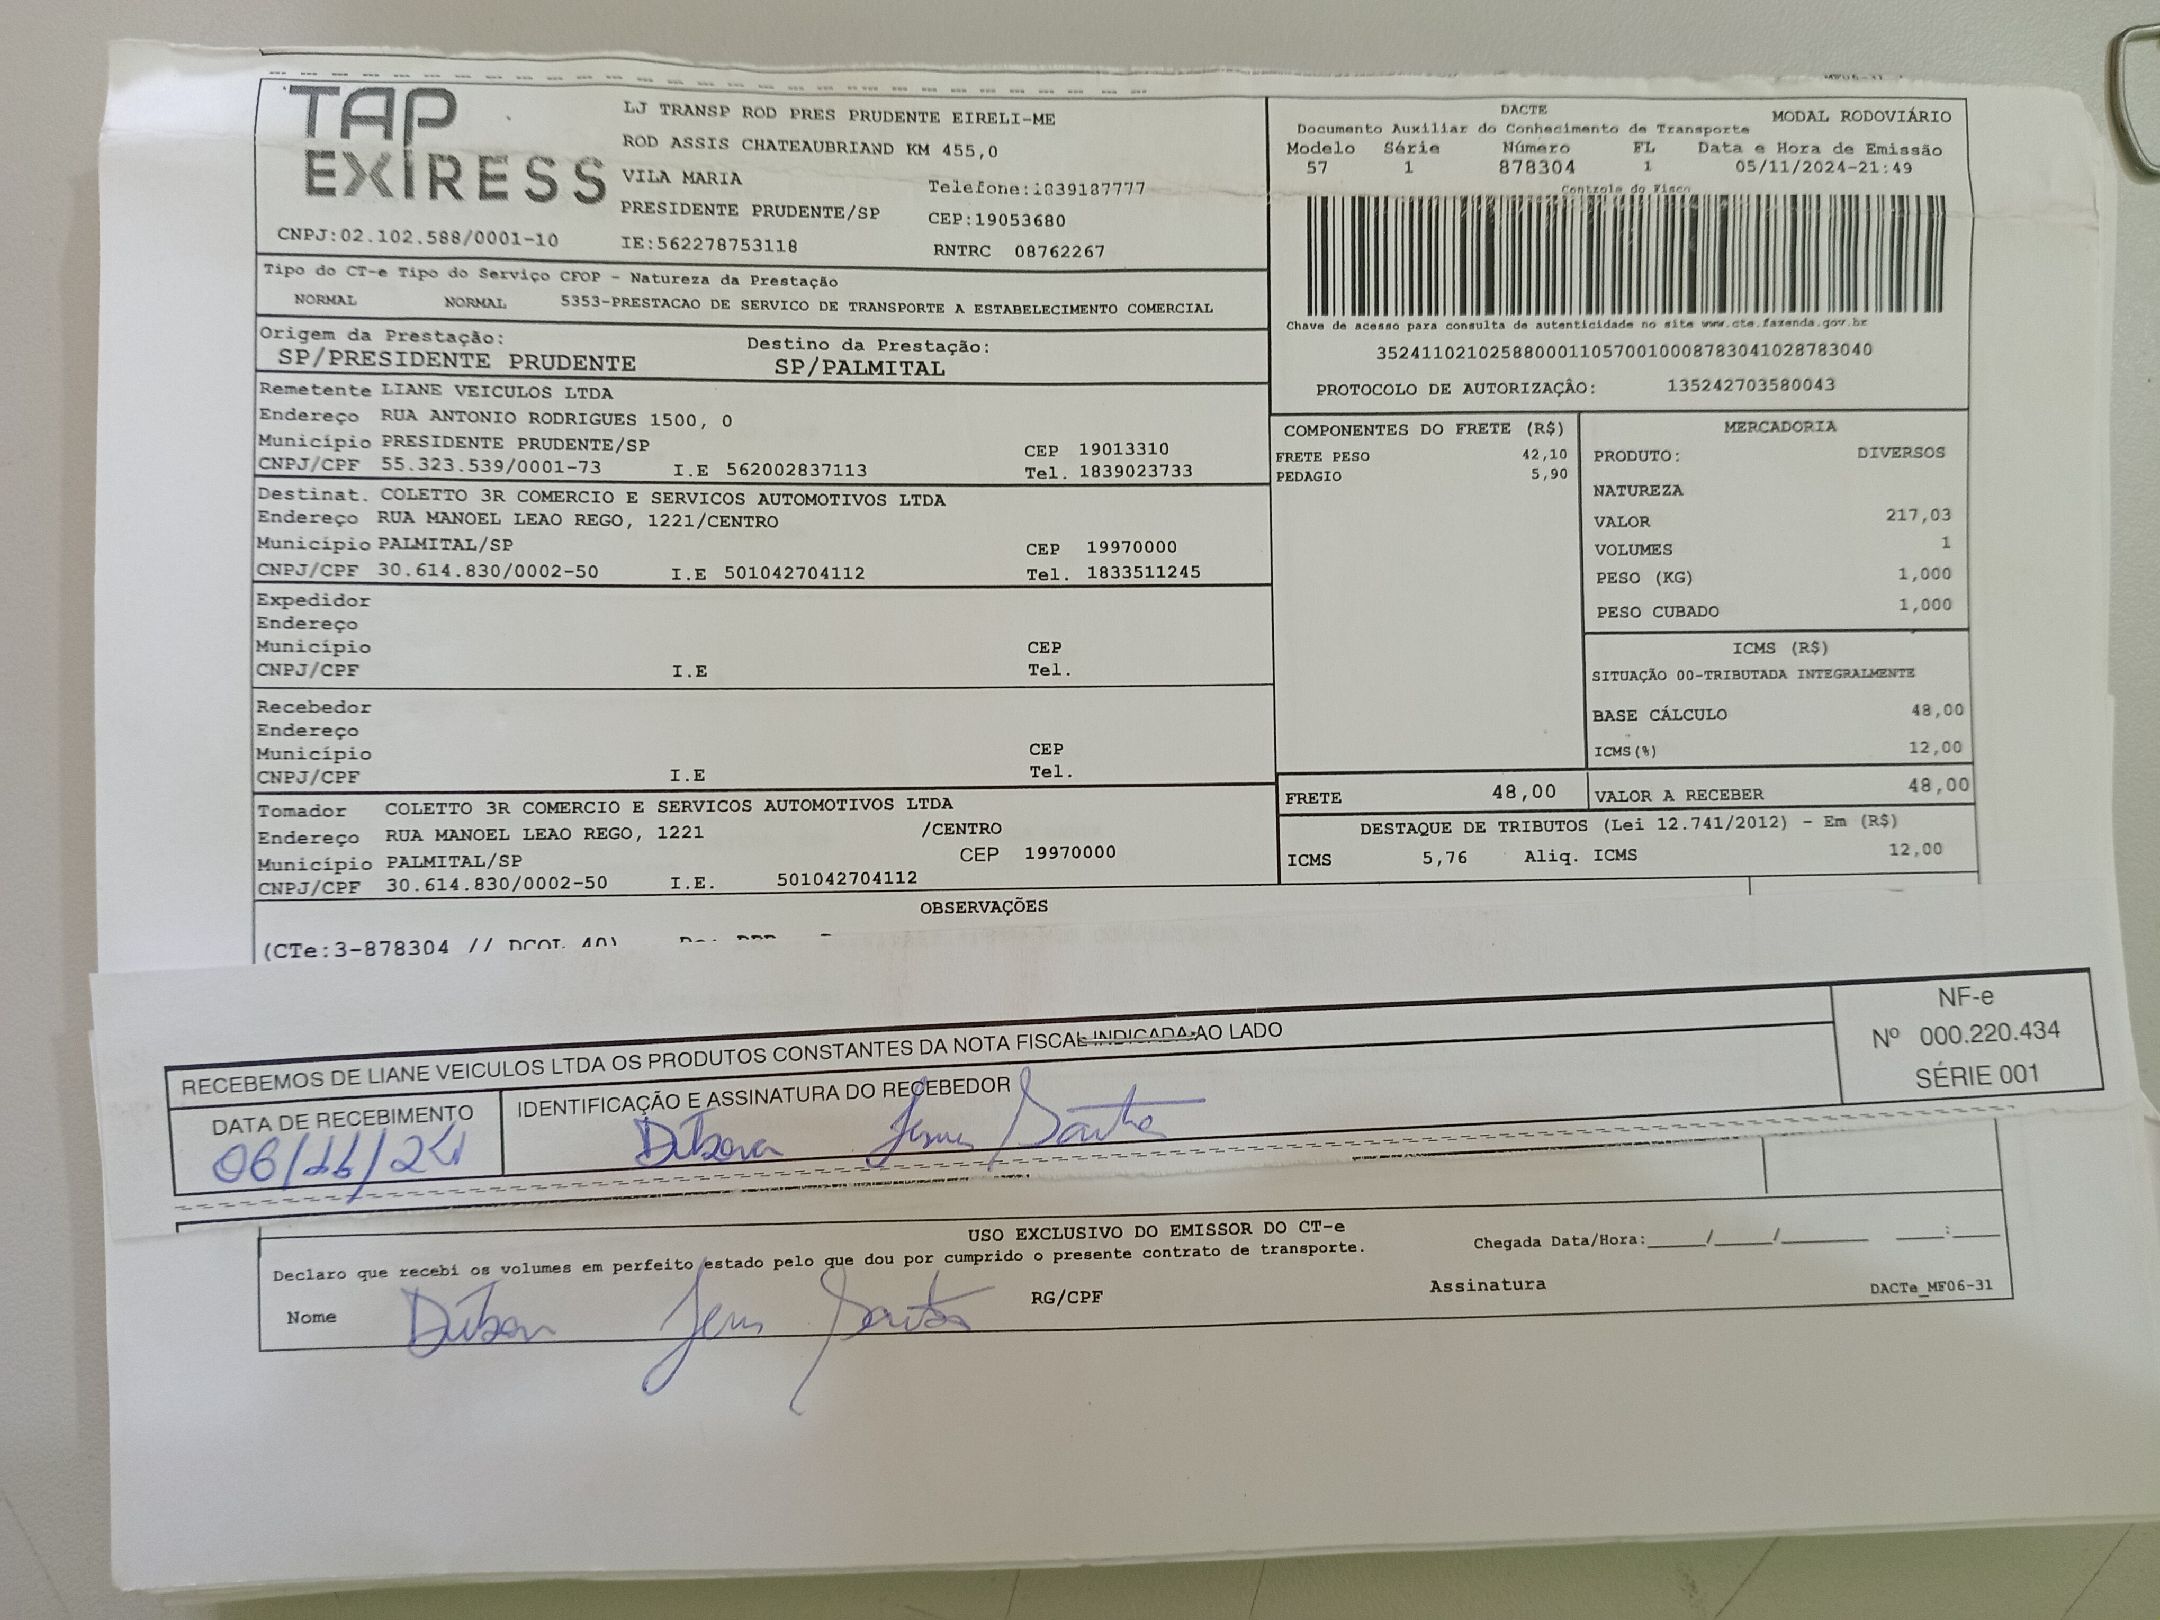 TAP
EXPRESS
LJ TRANSP ROD PRES PRUDENTE EIRELI-ME
ROD ASSIS CHATEAUBRIAND KM 455,0
VILA MARIA
Telefone:1839187777
PRESIDENTE PRUDENTE/SP
CEP:19053680
CNPJ:02.102.588/0001-10
IE:562278753118
RNTRC 08762267
DACTE
MODAL RODOVIÁRIO
Documento Auxiliar do Conhecimento de Transporte
Modelo Série Número FL Data e Hora de Emissão
57 1 878304 1 05/11/2024-21:49
Controle do Fisco
Chave de acesso para consulta de autenticidade no site www.cte.fazenda.gov.br
35241102102588000110570010008783041028783040
PROTOCOLO DE AUTORIZAÇÂO: 135242703580043
Tipo do CT-e Tipo do Serviço CFOP - Natureza da Prestação
NORMAL NORMAL 5353-PRESTACAO DE SERVICO DE TRANSPORTE A ESTABELECIMENTO COMERCIAL
Origem da Prestação: Destino da Prestação:
SP/PRESIDENTE PRUDENTE SP/PALMITAL
Remetente LIANE VEICULOS LTDA
Endereço RUA ANTONIO RODRIGUES 1500, 0
Município PRESIDENTE PRUDENTE/SP CEP 19013310
CNPJ/CPF 55.323.539/0001-73 I.E 562002837113 Tel. 1839023733
Destinat. COLETTO 3R COMERCIO E SERVICOS AUTOMOTIVOS LTDA
Endereço RUA MANOEL LEAO REGO, 1221/CENTRO
Município PALMITAL/SP CEP 19970000
CNPJ/CPF 30.614.830/0002-50 I.E 501042704112 Tel. 1833511245
Expedidor
Endereço
Município CEP
CNPJ/CPF I.E Tel.
Recebedor
Endereço
Município CEP
CNPJ/CPF I.E Tel.
Tomador COLETTO 3R COMERCIO E SERVICOS AUTOMOTIVOS LTDA
Endereço RUA MANOEL LEAO REGO, 1221 /CENTRO
Município PALMITAL/SP CEP 19970000
CNPJ/CPF 30.614.830/0002-50 I.E. 501042704112
COMPONENTES DO FRETE (R$)
FRETE PESO 42,10
PEDAGIO 5,90
MERCADORIA
PRODUTO: DIVERSOS
NATUREZA
VALOR 217,03
VOLUMES 1
PESO (KG) 1,000
PESO CUBADO 1,000
ICMS (R$)
SITUAÇÃO 00-TRIBUTADA INTEGRALMENTE
BASE CÁLCULO 48,00
ICMS(%) 12,00
FRETE 48,00 VALOR A RECEBER 48,00
DESTAQUE DE TRIBUTOS (Lei 12.741/2012) - Em (R$)
ICMS 5,76 Aliq. ICMS 12,00
OBSERVAÇÕES
(CTe:3-878304 //
RECEBEMOS DE LIANE VEICULOS LTDA OS PRODUTOS CONSTANTES DA NOTA FISCAL INDICADA AO LADO
DATA DE RECEBIMENTO
06/11/24
IDENTIFICAÇÃO E ASSINATURA DO RECEBEDOR
NF-e
Nº 000.220.434
SÉRIE 001
USO EXCLUSIVO DO EMISSOR DO CT-e
Declaro que recebi os volumes em perfeito estado pelo que dou por cumprido o presente contrato de transporte.
Chegada Data/Hora:_____/_____/________ ____:____
Nome
RG/CPF
Assinatura
DACTe_MF06-31